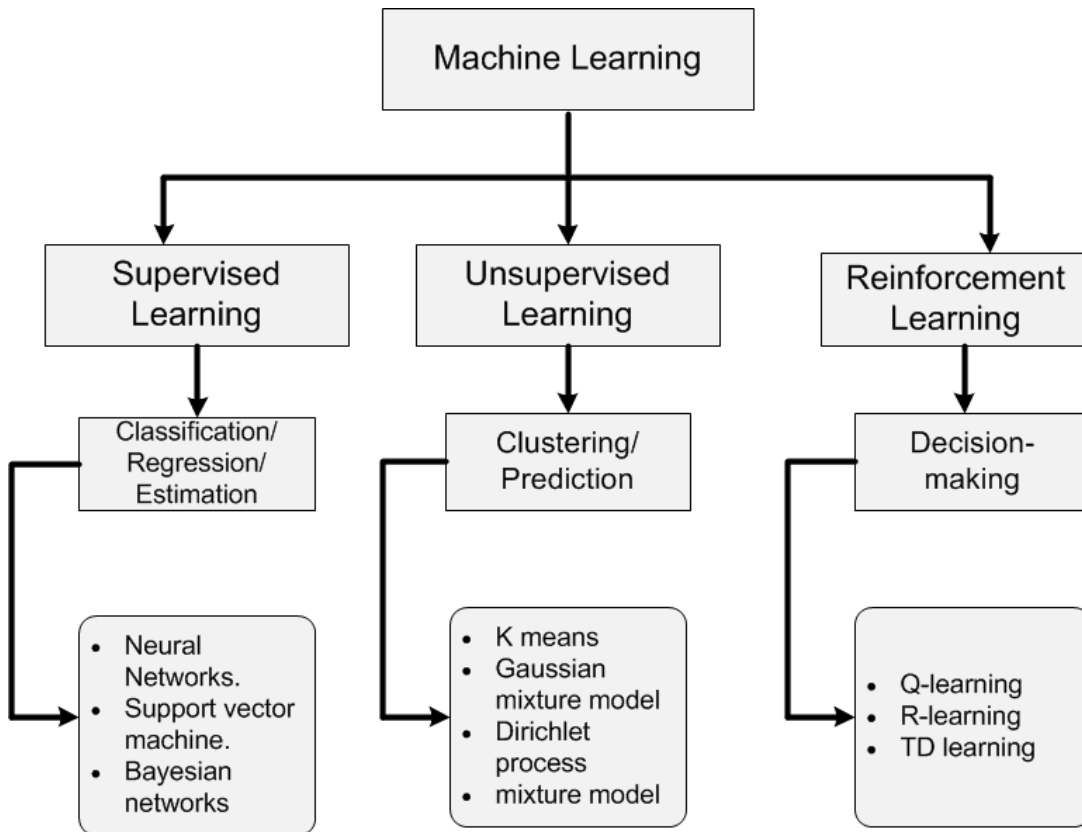 Machine Learning
Supervised
Learning
Unsupervised
Learning
Reinforcement
Learning
Classification/
Regression/
Estimation
Clustering/
Prediction
Decision-
making
• Neural
Networks.
• Support vector
machine.
• Bayesian
networks
• K means
• Gaussian
mixture model
• Dirichlet
process
• mixture model
• Q-learning
• R-learning
• TD learning